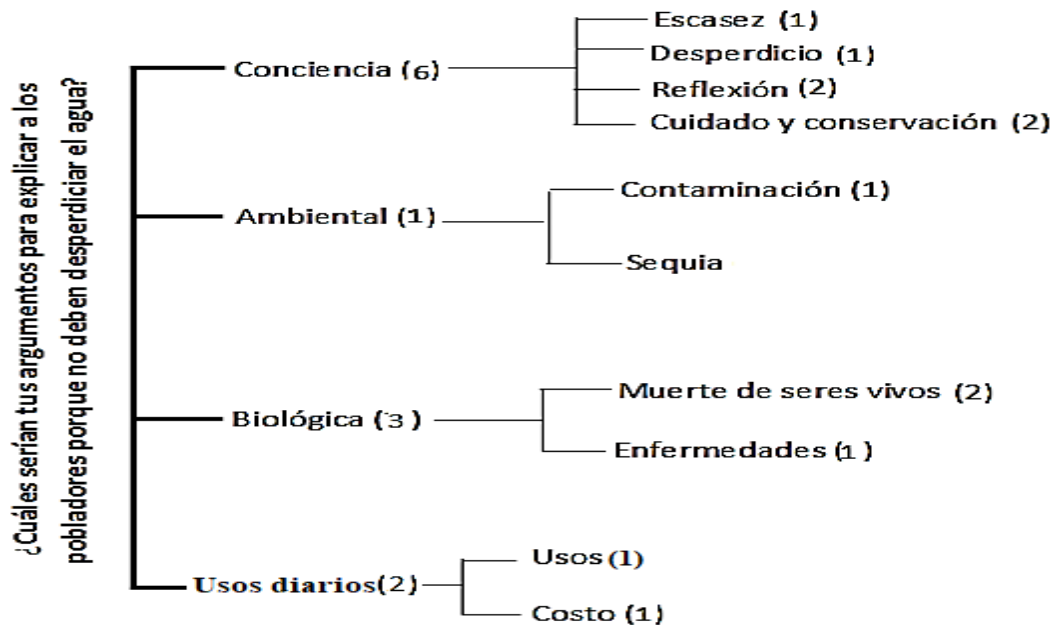 ¿Cuáles serían tus argumentos para explicar a los
pobladores porque no deben desperdiciar el agua?
Conciencia (6)
Escasez (1)
Desperdicio (1)
Reflexión (2)
Cuidado y conservación (2)
Ambiental (1)
Contaminación (1)
Sequia
Biológica (3)
Muerte de seres vivos (2)
Enfermedades (1)
Usos diarios(2)
Usos (1)
Costo (1)